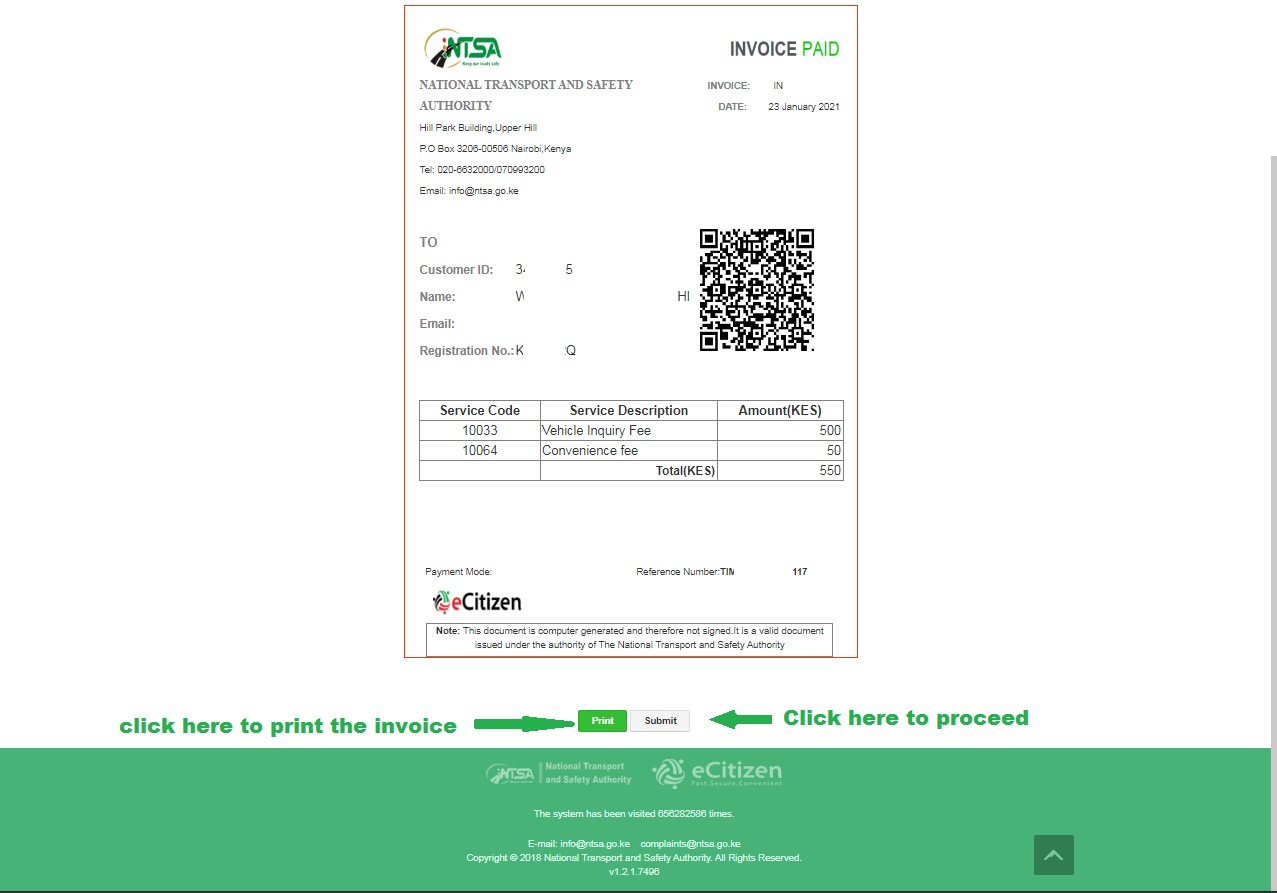 NTSA
Keep our roads safe
INVOICE PAID
NATIONAL TRANSPORT AND SAFETY
AUTHORITY
INVOICE: IN
DATE: 23 January 2021
Hill Park Building,Upper Hill
P.O Box 3206-00506 Nairobi,Kenya
Tel: 020-6632000/070993200
Email: info@ntsa.go.ke
TO
Customer ID: 34 5
Name: W HI
Email:
Registration No.: K Q
Service Code Service Description Amount(KES)
10033 Vehicle Inquiry Fee 500
10064 Convenience fee 50
Total(KES) 550
Payment Mode: Reference Number:TIM 117
eCitizen
Note: This document is computer generated and therefore not signed.It is a valid document
issued under the authority of The National Transport and Safety Authority
click here to print the invoice Print Submit Click here to proceed
NTSA National Transport
and Safety Authority
eCitizen
Fast.Secure.Convenient
The system has been visited 656282586 times.
E-mail: info@ntsa.go.ke complaints@ntsa.go.ke
Copyright © 2018 National Transport and Safety Authority. All Rights Reserved.
v1.2.1.7496